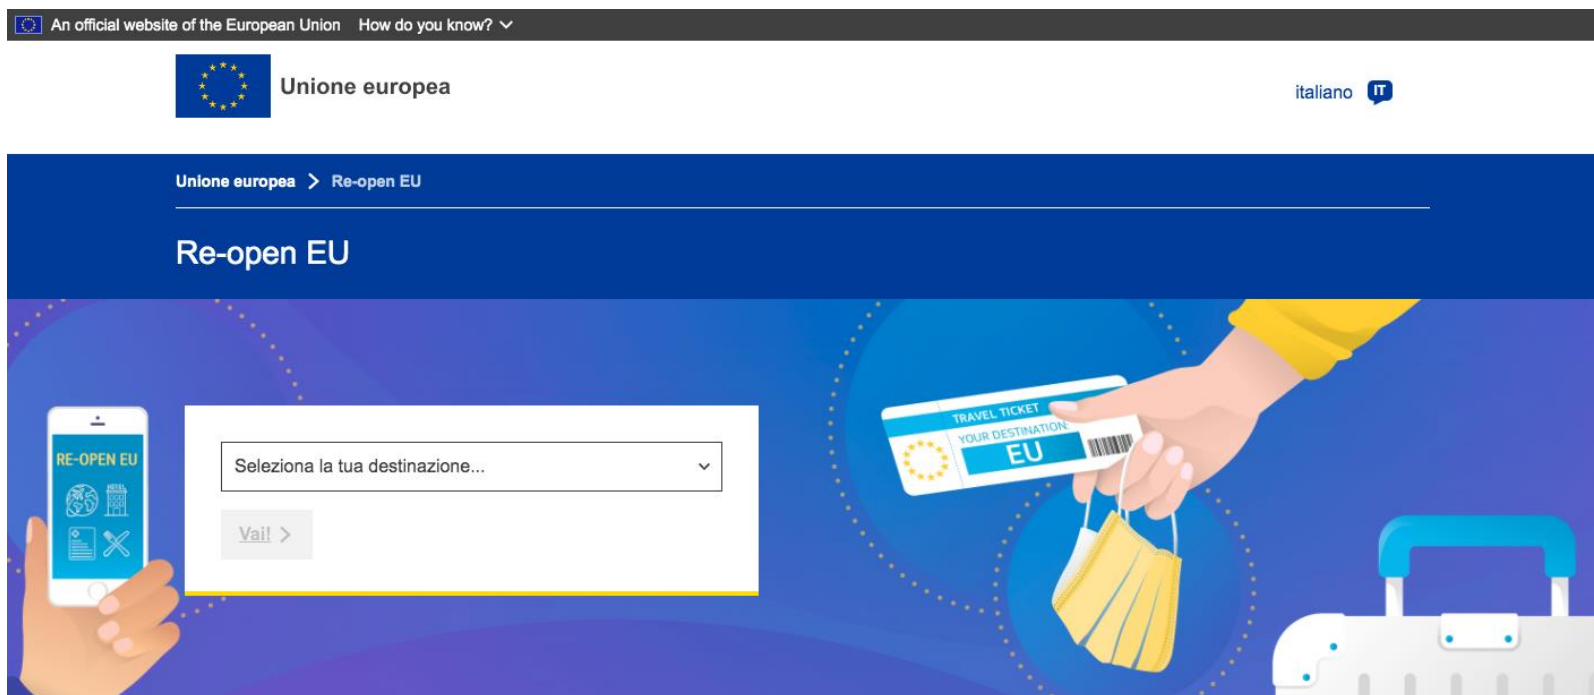 An official website of the European Union How do you know?
Unione europea
italiano IT
Unione europea > Re-open EU
Re-open EU
RE-OPEN EU
HOTEL
Seleziona la tua destinazione...
Vai! >
TRAVEL TICKET
YOUR DESTINATION:
EU